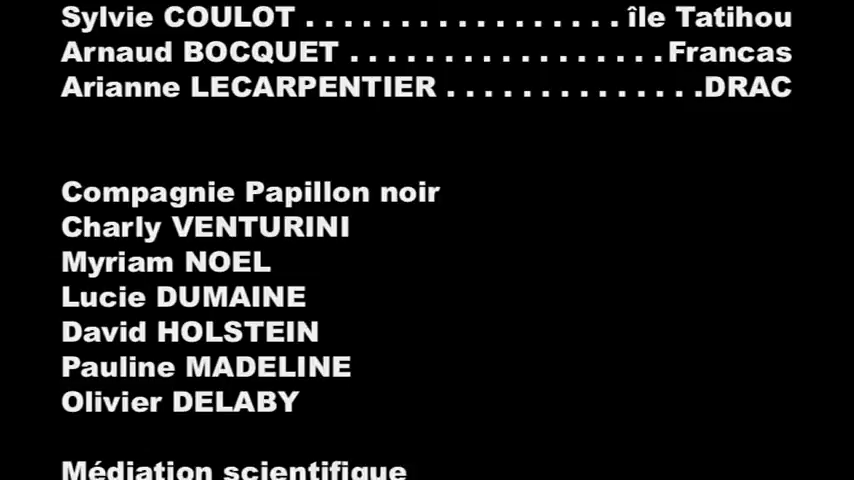 Sylvie COULOT . . . . . . . . . . . . . . . . . île Tatihou
Arnaud BOCQUET . . . . . . . . . . . . . . . . . Francas
Arianne LECARPENTIER . . . . . . . . . . . . . .DRAC
Compagnie Papillon noir
Charly VENTURINI
Myriam NOEL
Lucie DUMAINE
David HOLSTEIN
Pauline MADELINE
Olivier DELABY
Médiation scientifique